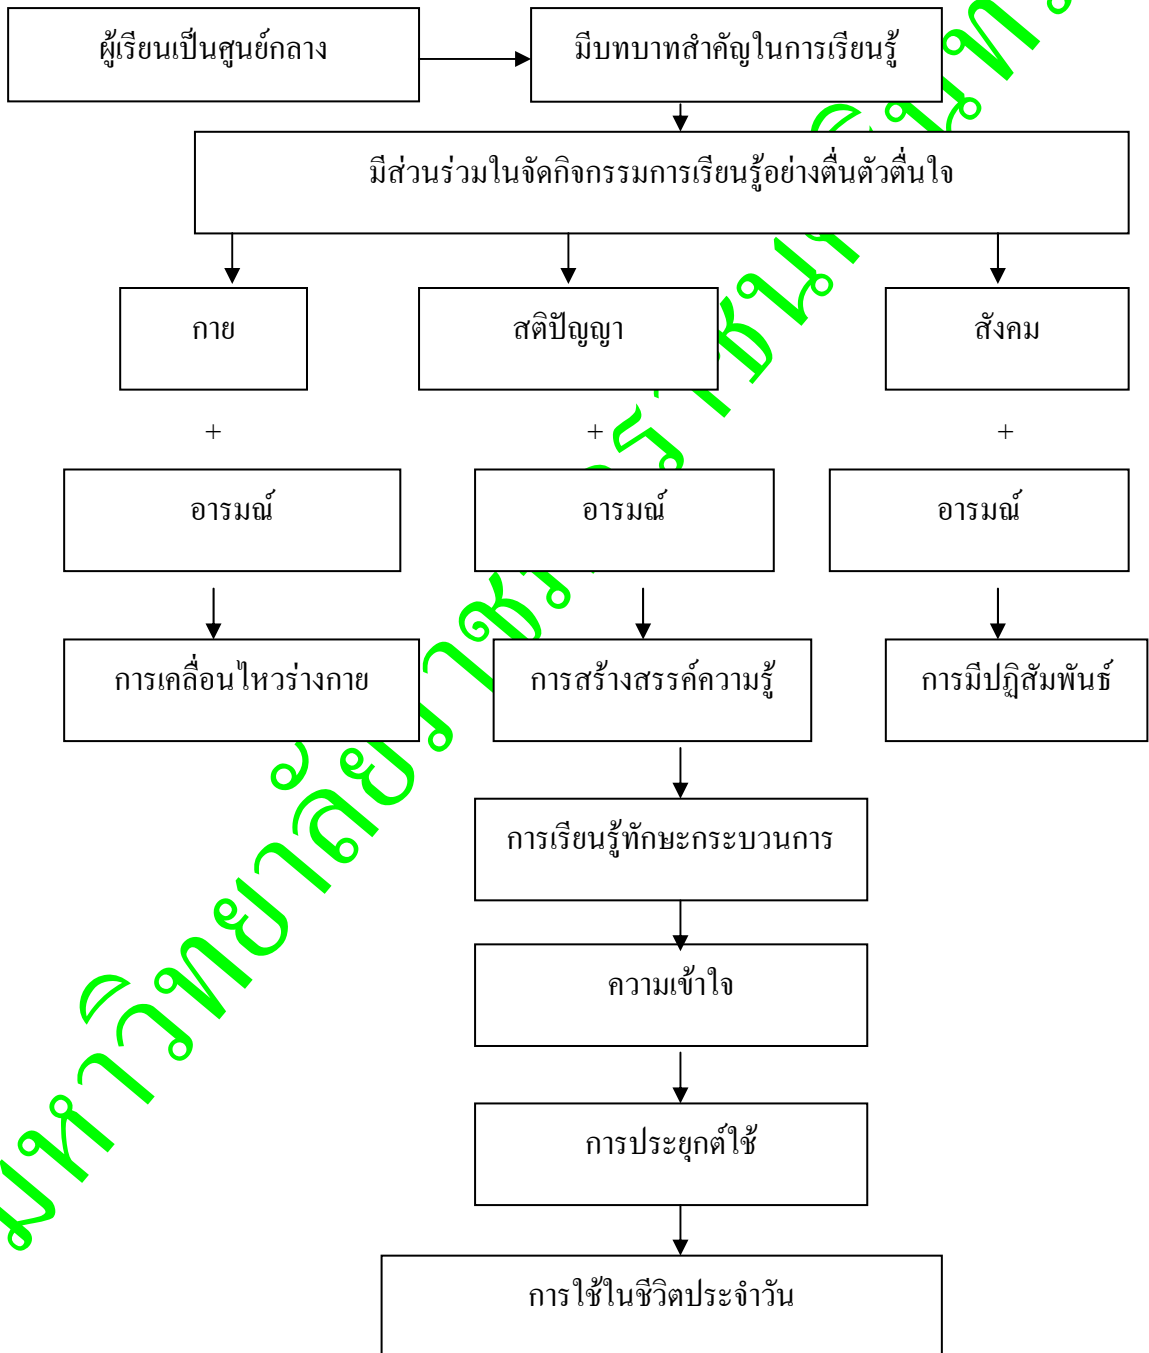 ผู้เรียนเป็นศูนย์กลาง
มีบทบาทสำคัญในการเรียนรู้
มีส่วนร่วมในจัดกิจกรรมการเรียนรู้อย่างตื่นตัวตื่นใจ
กาย
สติปัญญา
สังคม
+
+
+
อารมณ์
อารมณ์
อารมณ์
การเคลื่อนไหวร่างกาย
การสร้างสรรค์ความรู้
การมีปฏิสัมพันธ์
การเรียนรู้ทักษะกระบวนการ
ความเข้าใจ
การประยุกต์ใช้
การใช้ในชีวิตประจำวัน
มหาวิทยาลัย